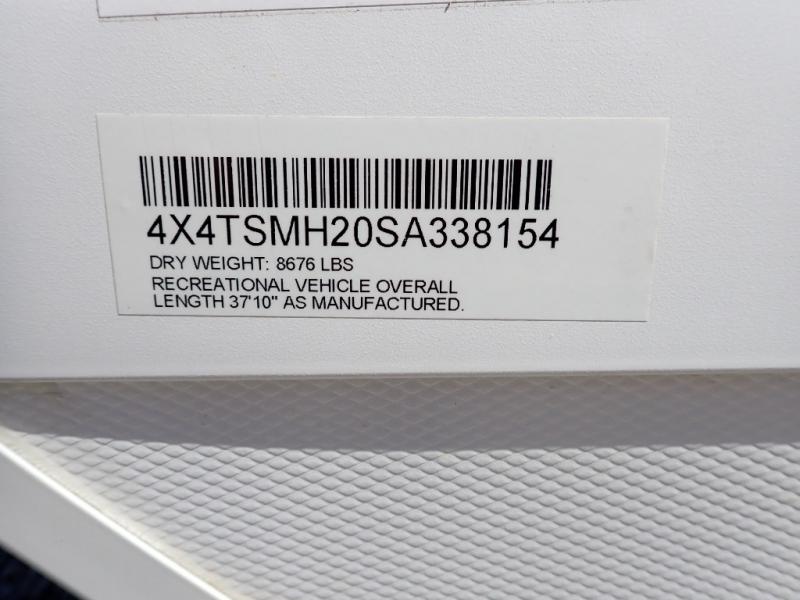 4X4TSMH20SA338154
DRY WEIGHT: 8676 LBS
RECREATIONAL VEHICLE OVERALL
LENGTH 37'10" AS MANUFACTURED.